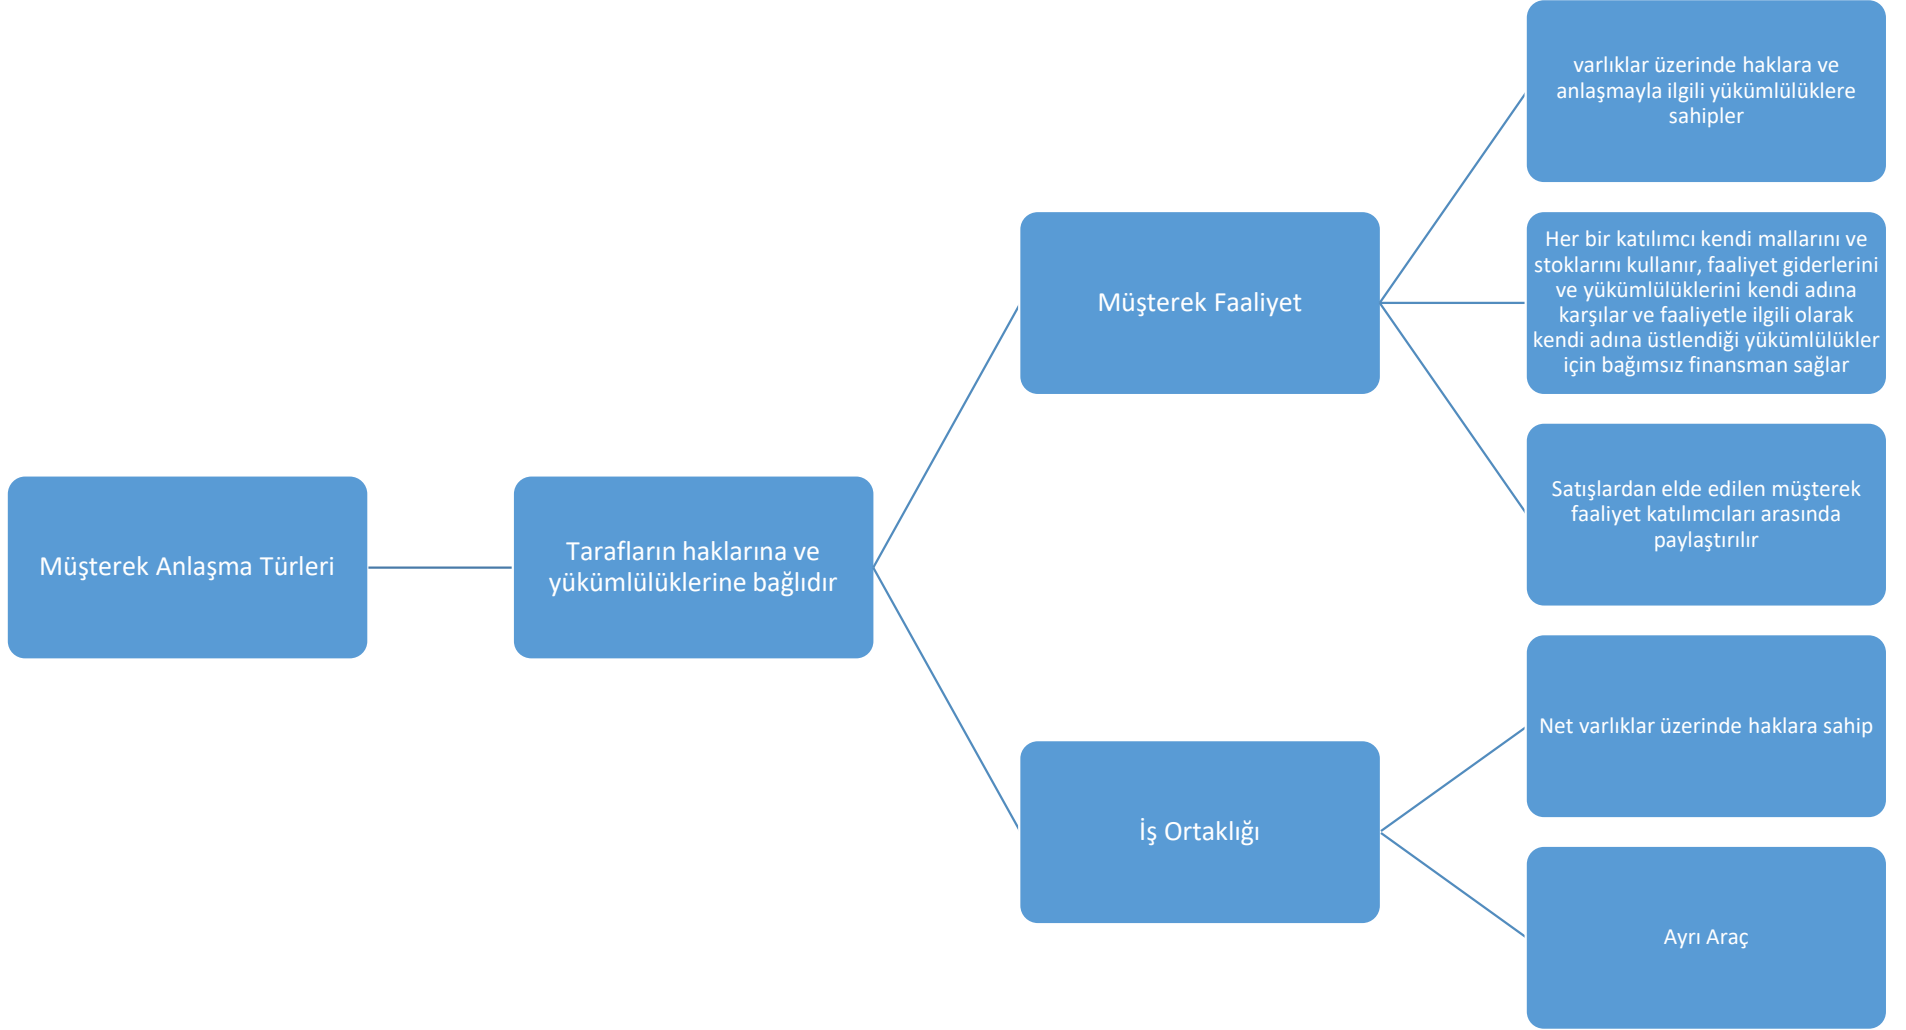 Müşterek Anlaşma Türleri
Tarafların haklarına ve
yükümlülüklerine bağlıdır
Müşterek Faaliyet
varlıklar üzerinde haklara ve
anlaşmayla ilgili yükümlülüklere
sahipler
Her bir katılımcı kendi mallarını ve
stoklarını kullanır, faaliyet giderlerini
ve yükümlülüklerini kendi adına
karşılar ve faaliyetle ilgili olarak
kendi adına üstlendiği yükümlülükler
için bağımsız finansman sağlar
Satışlardan elde edilen müşterek
faaliyet katılımcıları arasında
paylaştırılır
İş Ortaklığı
Net varlıklar üzerinde haklara sahip
Ayrı Araç